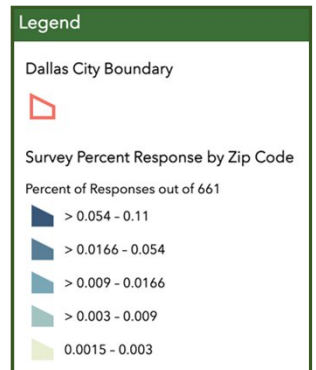 Legend
Dallas City Boundary
Survey Percent Response by Zip Code
Percent of Responses out of 661
> 0.054 – 0.11
> 0.0166 – 0.054
> 0.009 – 0.0166
> 0.003 – 0.009
0.0015 – 0.003